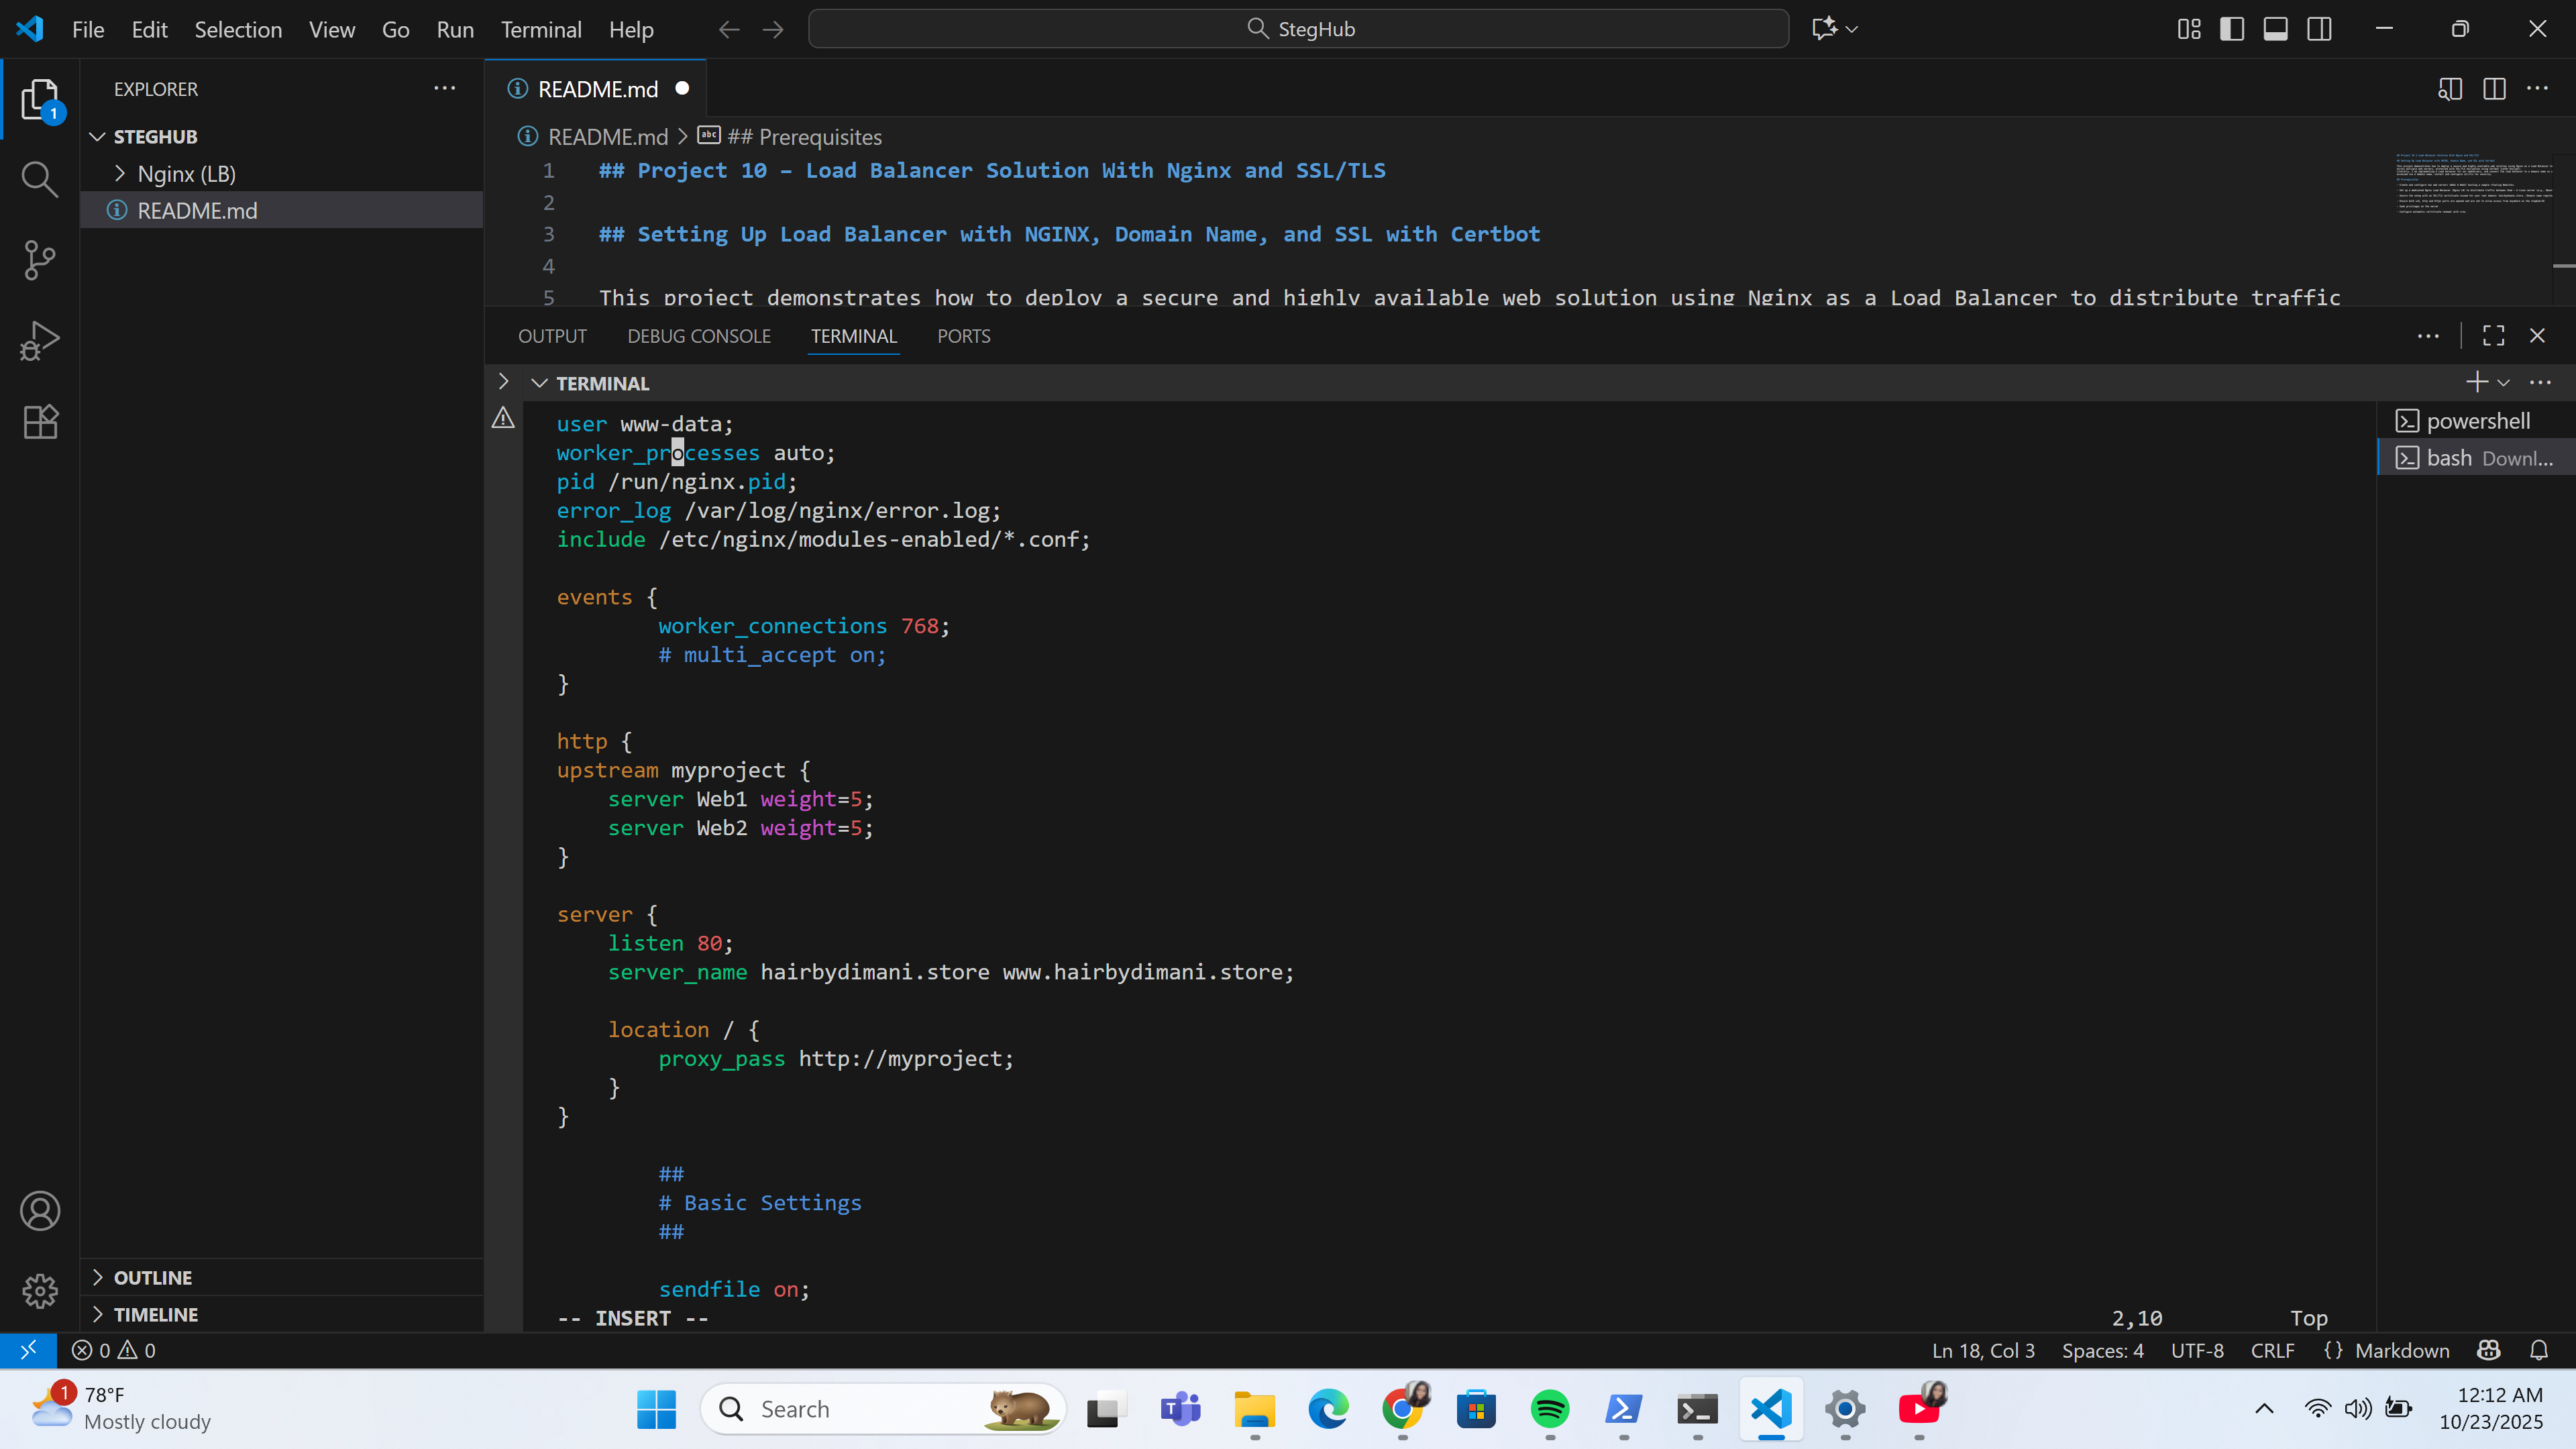 File Edit Selection View Go Run Terminal Help StegHub
EXPLORER
1
STEGHUB
Nginx (LB)
README.md
README.md
README.md > ## Prerequisites
1 ## Project 10 – Load Balancer Solution With Nginx and SSL/TLS
2
3 ## Setting Up Load Balancer with NGINX, Domain Name, and SSL with Certbot
4
5 This project demonstrates how to deploy a secure and highly available web solution using Nginx as a Load Balancer to distribute traffic
OUTPUT DEBUG CONSOLE TERMINAL PORTS
TERMINAL
powershell
bash Downl...
user www-data;
worker_processes auto;
pid /run/nginx.pid;
error_log /var/log/nginx/error.log;
include /etc/nginx/modules-enabled/*.conf;
events {
worker_connections 768;
# multi_accept on;
}
http {
upstream myproject {
server Web1 weight=5;
server Web2 weight=5;
}
server {
listen 80;
server_name hairbydimani.store www.hairbydimani.store;
location / {
proxy_pass http://myproject;
}
}
##
# Basic Settings
##
sendfile on;
-- INSERT -- 2,10 Top
OUTLINE
TIMELINE
0 0 Ln 18, Col 3 Spaces: 4 UTF-8 CRLF {} Markdown
1
78°F
Mostly cloudy
Search
12:12 AM
10/23/2025